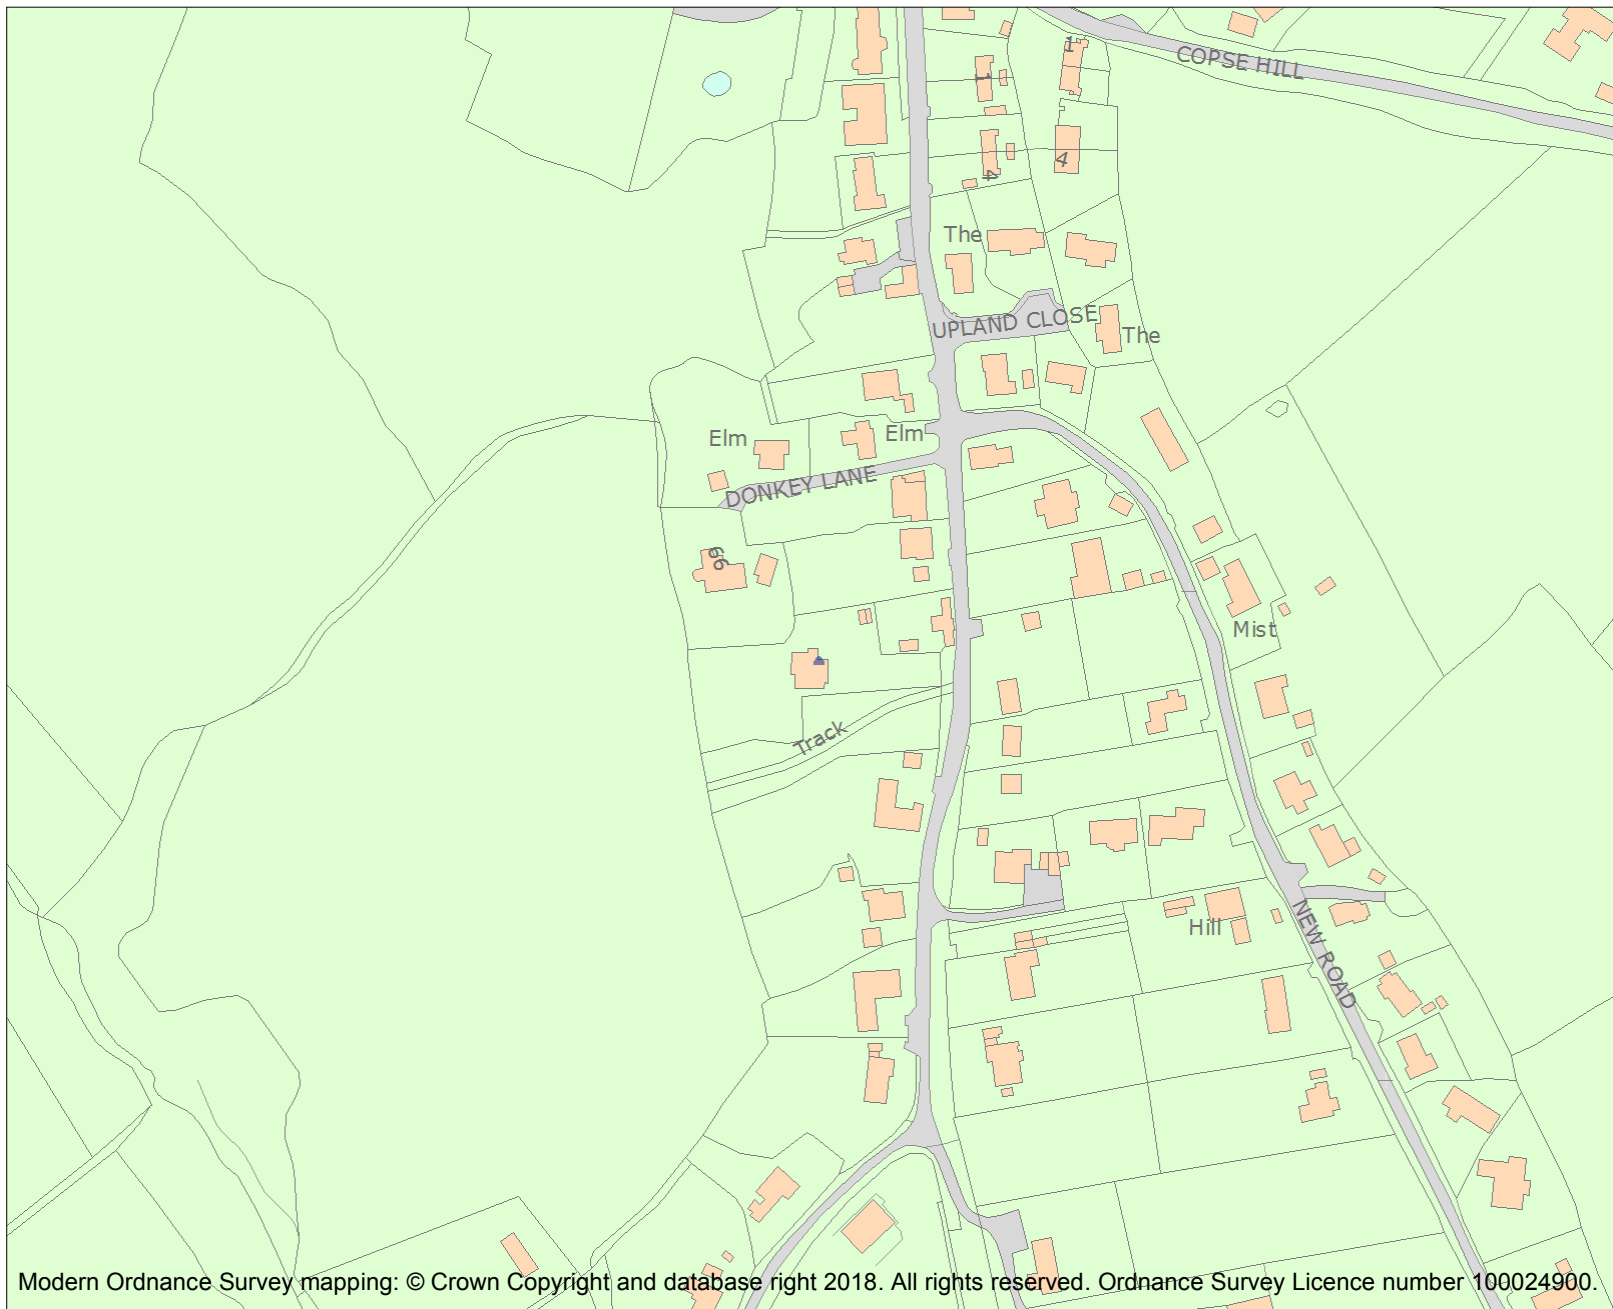 1
COPSE HILL
1
4
4
The
UPLAND CLOSE
The
Elm
Elm
DONKEY LANE
66
Mist
Track
Hill
NEW ROAD
Modern Ordnance Survey mapping: © Crown Copyright and database right 2018. All rights reserved. Ordnance Survey Licence number 100024900.